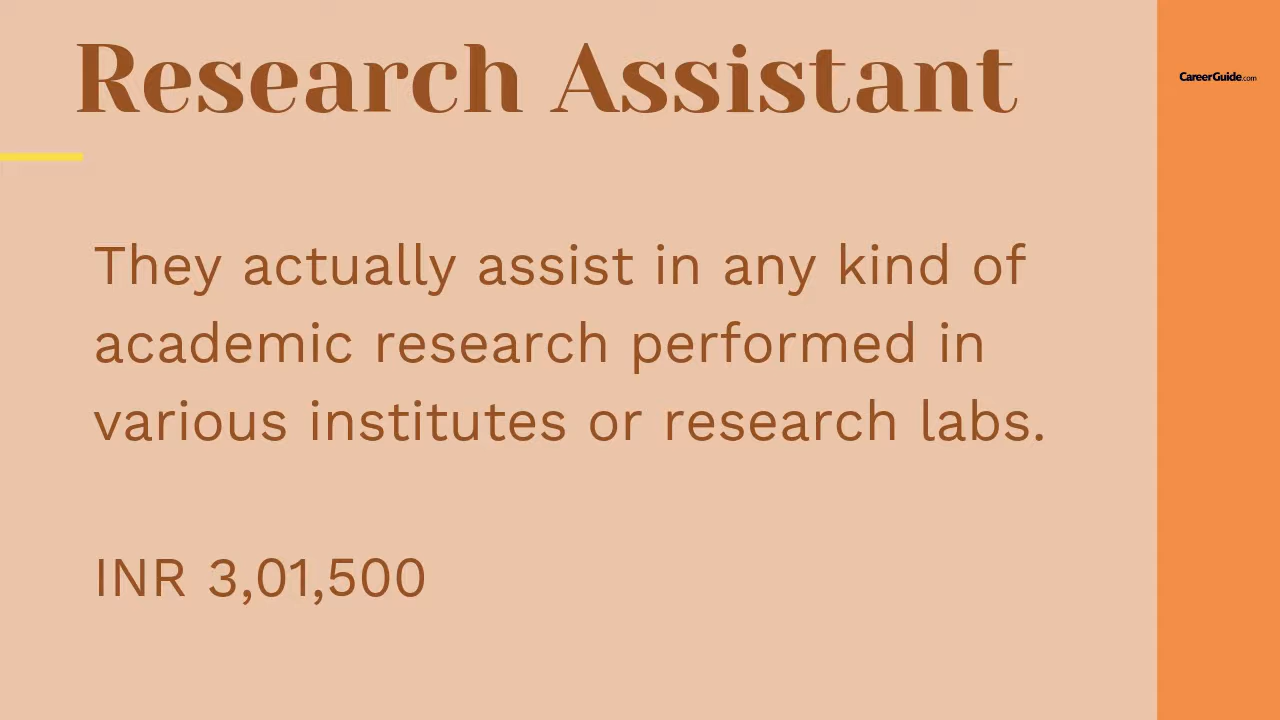 Research Assistant
CareerGuide.com
They actually assist in any kind of
academic research performed in
various institutes or research labs.
INR 3,01,500